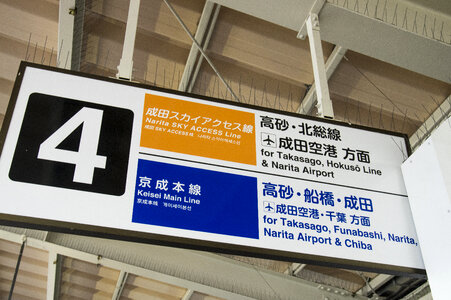 4
4
成田スカイアクセス線
Narita SKY ACCESS Line
高砂・北総線
成田空港 方面
for Takasago, Hokusō Line
& Narita Airport
京成本線
Keisei Main Line
高砂・船橋・成田
成田空港・千葉 方面
for Takasago, Funabashi, Narita,
Narita Airport & Chiba